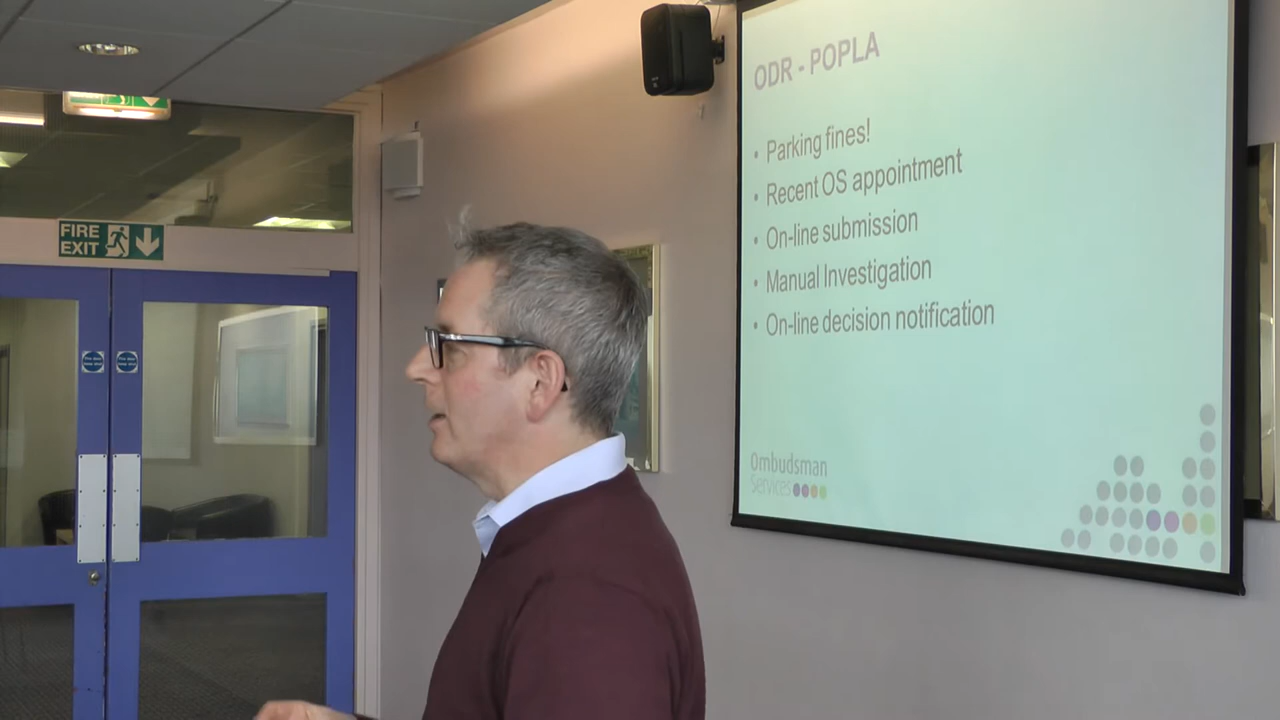 ODR - POPLA
• Parking fines!
• Recent OS appointment
• On-line submission
• Manual Investigation
• On-line decision notification
Ombudsman
Services
FIRE
EXIT